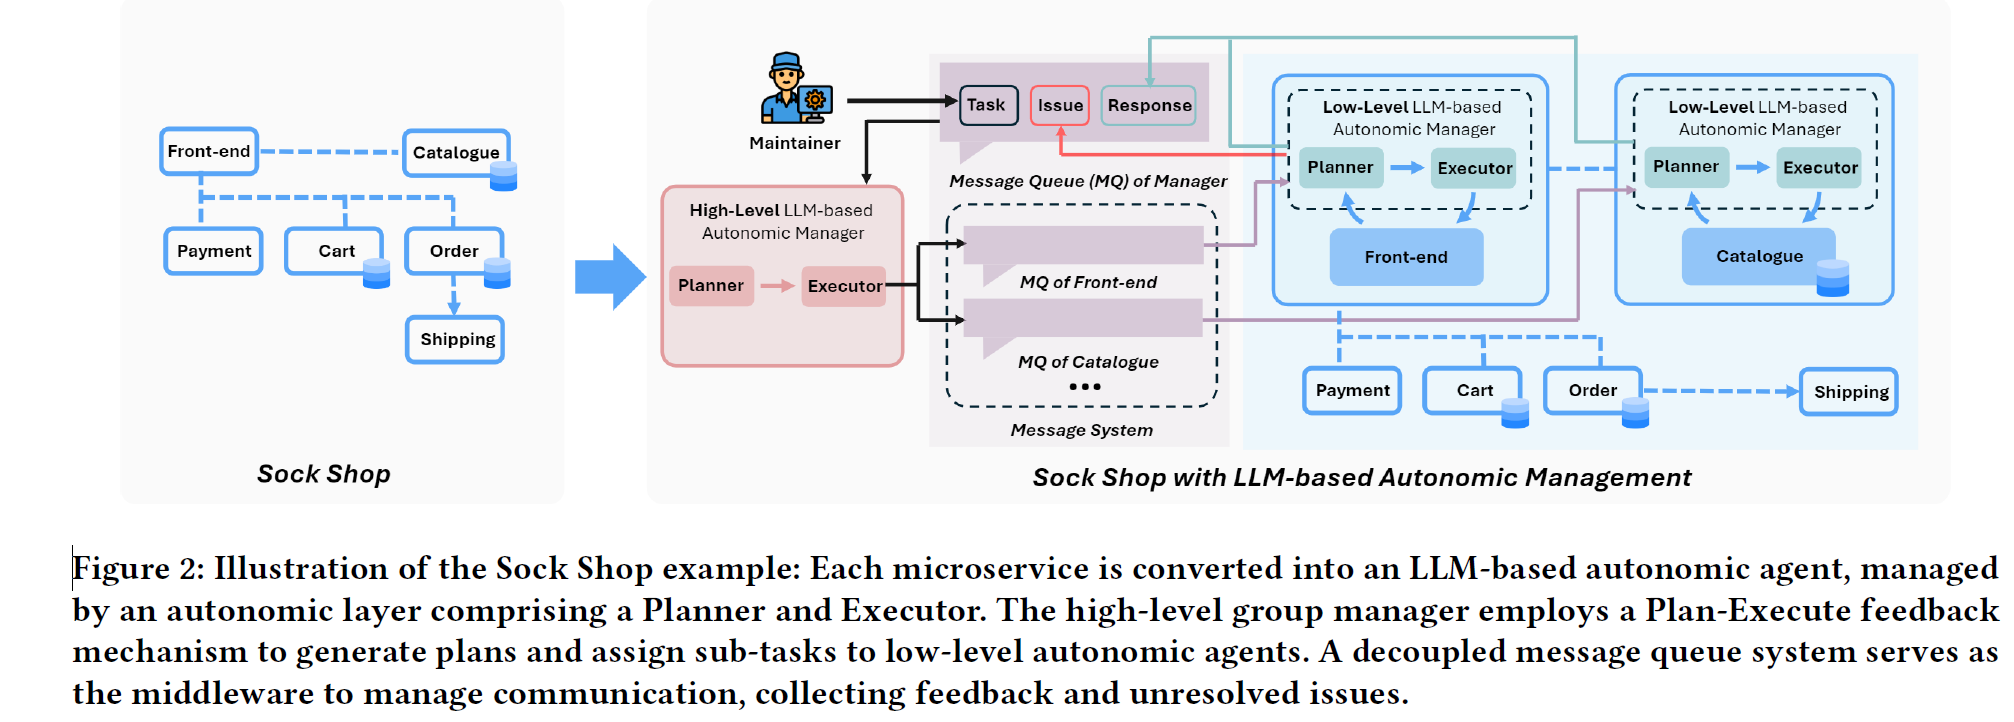 Front-end
Catalogue
Payment
Cart
Order
Shipping
Sock Shop
Maintainer
Task
Issue
Response
Message Queue (MQ) of Manager
High-Level LLM-based
Autonomic Manager
Planner
Executor
MQ of Front-end
MQ of Catalogue
•••
Message System
Low-Level LLM-based
Autonomic Manager
Planner
Executor
Front-end
Low-Level LLM-based
Autonomic Manager
Planner
Executor
Catalogue
Payment
Cart
Order
Shipping
Sock Shop with LLM-based Autonomic Management
Figure 2: Illustration of the Sock Shop example: Each microservice is converted into an LLM-based autonomic agent, managed
by an autonomic layer comprising a Planner and Executor. The high-level group manager employs a Plan-Execute feedback
mechanism to generate plans and assign sub-tasks to low-level autonomic agents. A decoupled message queue system serves as
the middleware to manage communication, collecting feedback and unresolved issues.